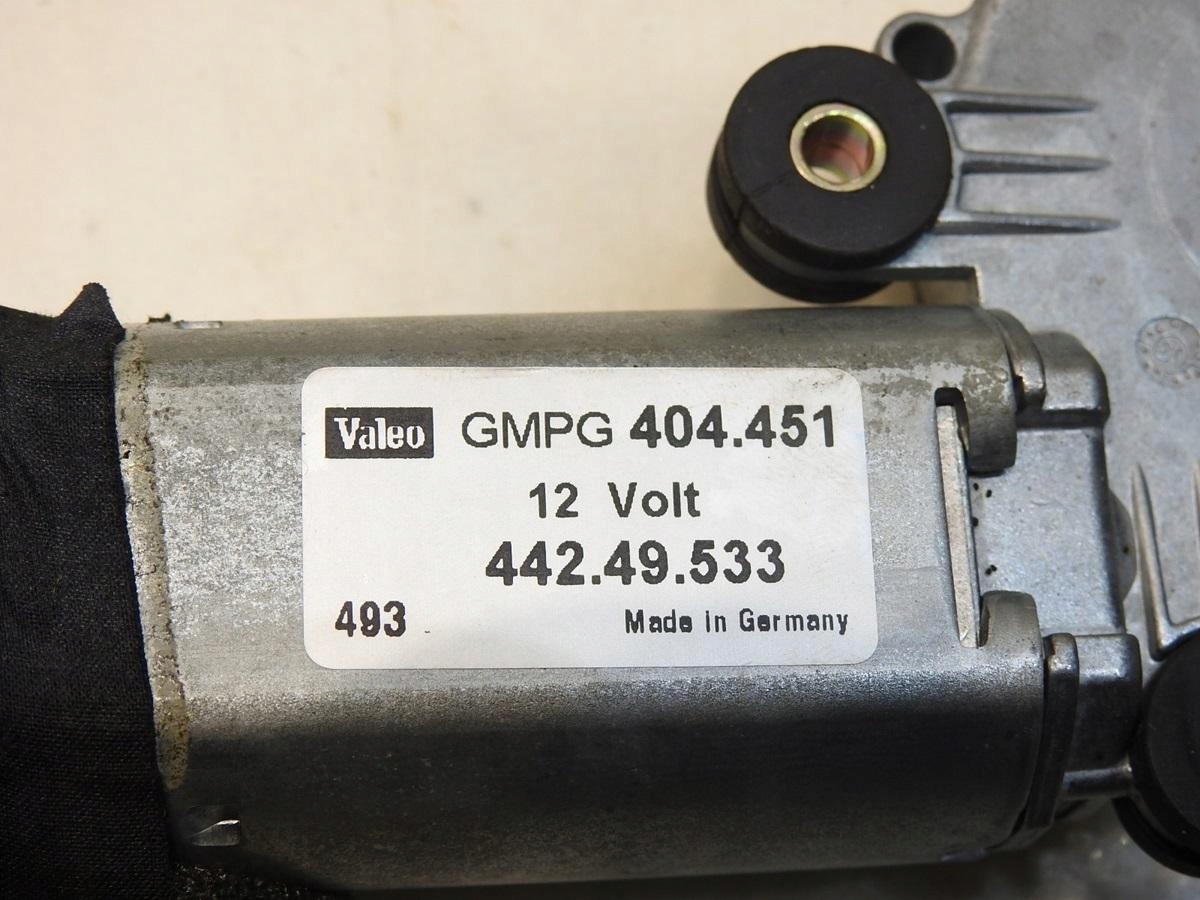 Valeo GMPG 404.451
12 Volt
442.49.533
493 Made in Germany